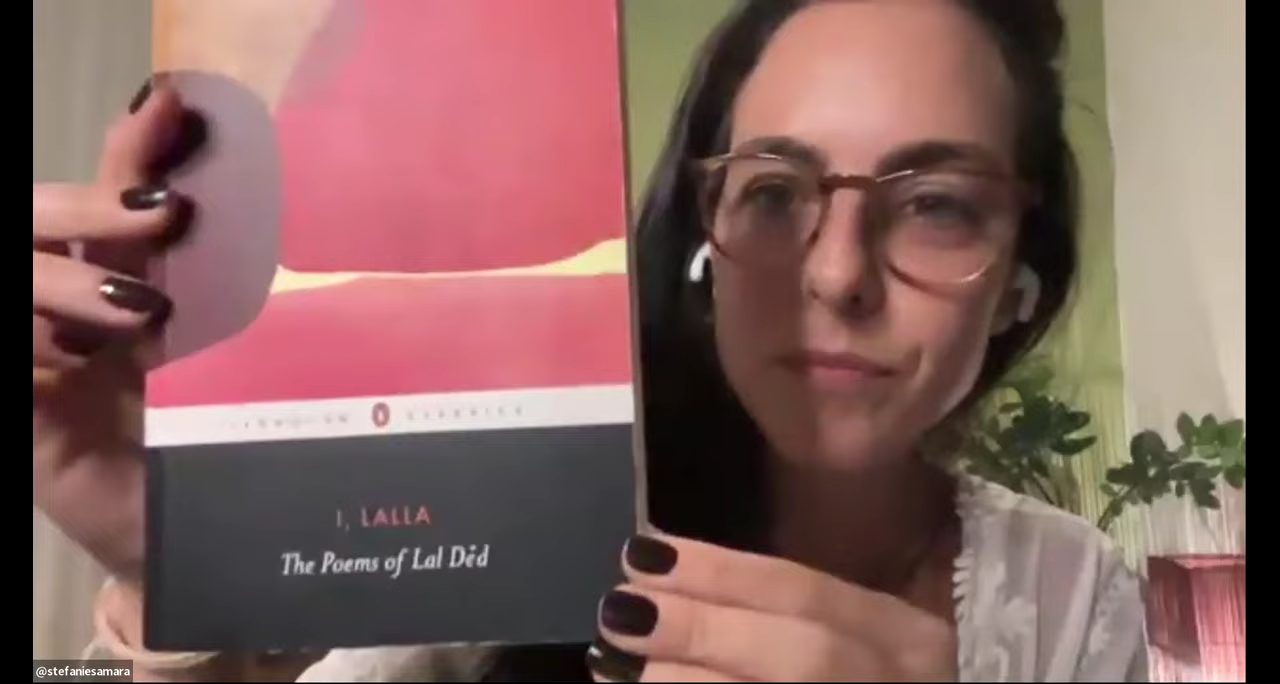 PENGUIN CLASSICS
I, LALLA
The Poems of Lal Dĕd
@stefaniesamara